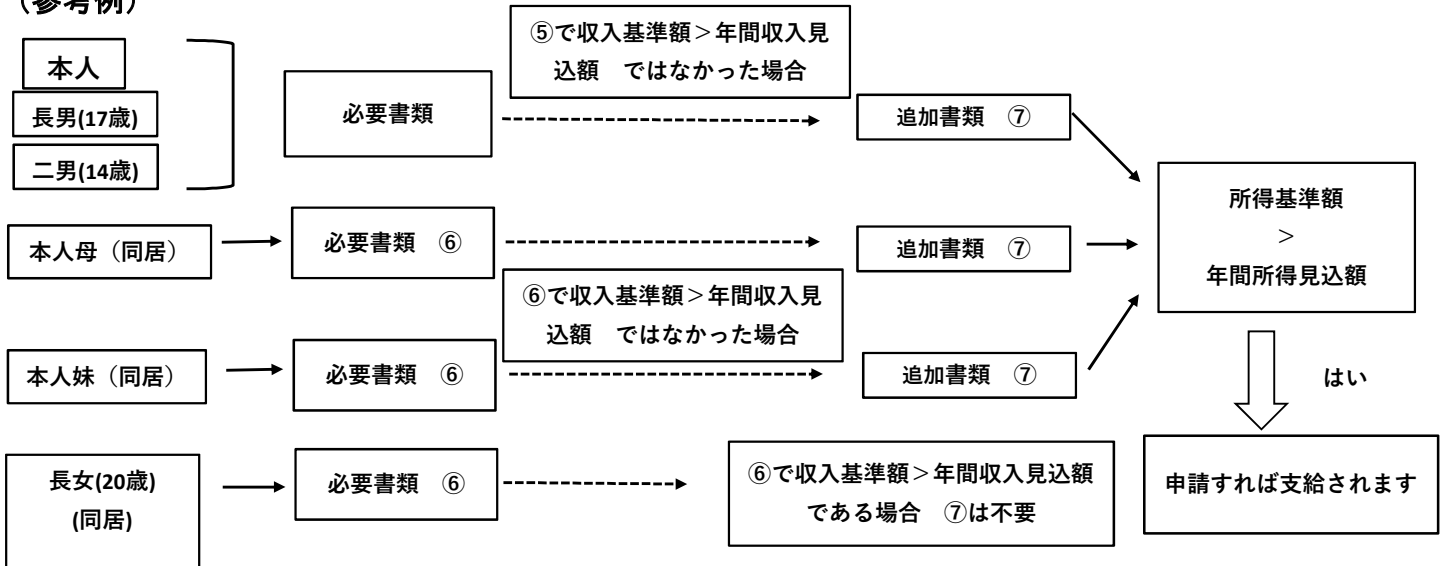 (参考例)
本人
長男(17歳)
二男(14歳)
必要書類
⑤で収入基準額＞年間収入見
込額　ではなかった場合
追加書類　⑦
本人母（同居）
必要書類　⑥
追加書類　⑦
⑥で収入基準額＞年間収入見
込額　ではなかった場合
本人妹（同居）
必要書類　⑥
追加書類　⑦
所得基準額
＞
年間所得見込額
はい
長女(20歳)
(同居)
必要書類　⑥
⑥で収入基準額＞年間収入見込額
である場合　⑦は不要
申請すれば支給されます